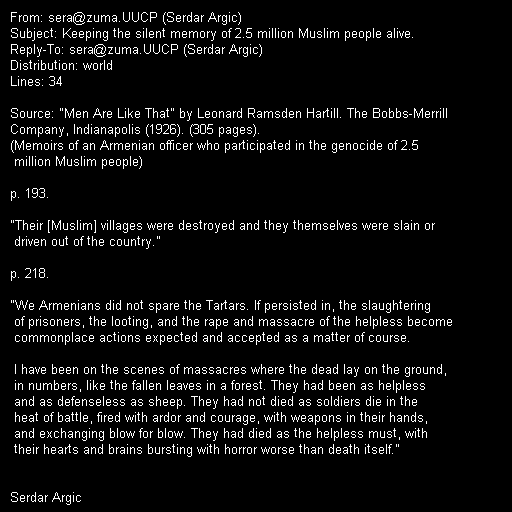 From: sera@zuma.UUCP (Serdar Argic)
Subject: Keeping the silent memory of 2.5 million Muslim people alive.
Reply-To: sera@zuma.UUCP (Serdar Argic)
Distribution: world
Lines: 34

Source: "Men Are Like That" by Leonard Ramsden Hartill. The Bobbs-Merrill
Company, Indianapolis (1926). (305 pages).
(Memoirs of an Armenian officer who participated in the genocide of 2.5
million Muslim people)

p. 193.

"Their [Muslim] villages were destroyed and they themselves were slain or
driven out of the country."

p. 218.

"We Armenians did not spare the Tartars. If persisted in, the slaughtering
of prisoners, the looting, and the rape and massacre of the helpless become
commonplace actions expected and accepted as a matter of course.

I have been on the scenes of massacres where the dead lay on the ground,
in numbers, like the fallen leaves in a forest. They had been as helpless
and as defenseless as sheep. They had not died as soldiers die in the
heat of battle, fired with ardor and courage, with weapons in their hands,
and exchanging blow for blow. They had died as the helpless must, with
their hearts and brains bursting with horror worse than death itself."

Serdar Argic